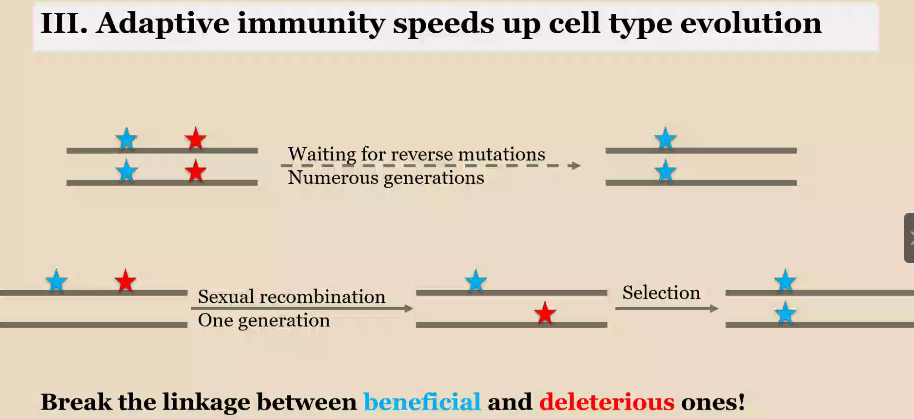 III. Adaptive immunity speeds up cell type evolution
Waiting for reverse mutations
Numerous generations
Sexual recombination
One generation
Selection
Break the linkage between beneficial and deleterious ones!